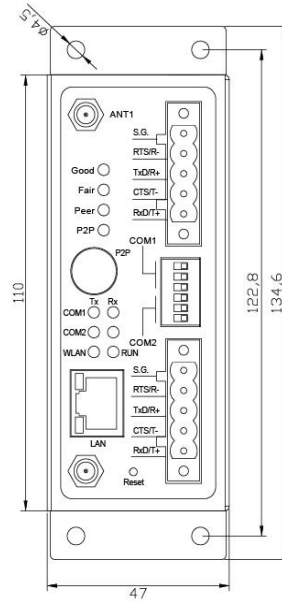 ø4,5
ANT1
S.G.
RTS/R-
TxD/R+
CTS/T-
RxD/T+
Good
Fair
Peer
P2P
P2P
COM1
Tx Rx
COM1
COM2
WLAN RUN
COM2
S.G.
RTS/R-
TxD/R+
CTS/T-
RxD/T+
LAN
Reset
110
122,8
134,6
47